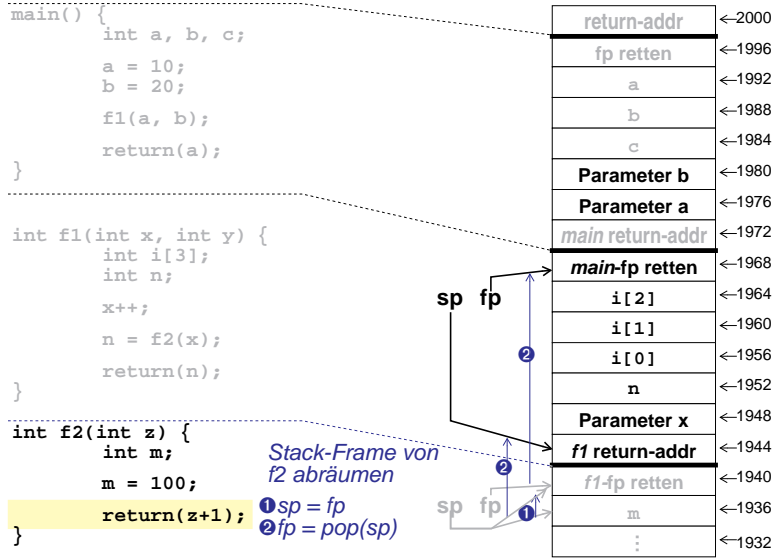 main() {
int a, b, c;
a = 10;
b = 20;
f1(a, b);
return(a);
}
int f1(int x, int y) {
int i[3];
int n;
x++;
n = f2(x);
return(n);
}
int f2(int z) {
int m;
m = 100;
return(z+1);
}
Stack-Frame von
f2 abräumen
❶sp = fp
❷fp = pop(sp)
sp fp
❷
❷
sp fp
❶
return-addr ←2000
fp retten ←1996
a ←1992
b ←1988
c ←1984
Parameter b ←1980
Parameter a ←1976
main return-addr ←1972
main-fp retten ←1968
i[2] ←1964
i[1] ←1960
i[0] ←1956
n ←1952
Parameter x ←1948
f1 return-addr ←1944
f1-fp retten ←1940
m ←1936
⋮ ←1932